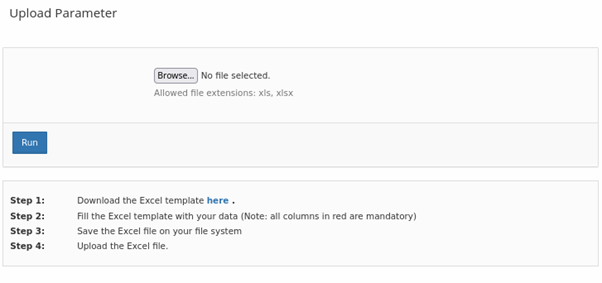 Upload Parameter
Browse... No file selected.
Allowed file extensions: xls, xlsx
Run
Step 1: Download the Excel template here .
Step 2: Fill the Excel template with your data (Note: all columns in red are mandatory)
Step 3: Save the Excel file on your file system
Step 4: Upload the Excel file.